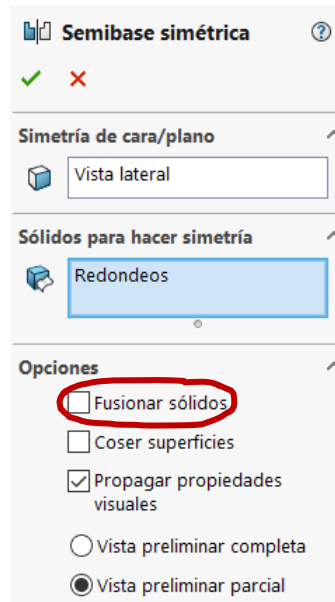 Semibase simétrica
Simetría de cara/plano
Vista lateral
Sólidos para hacer simetría
Redondeos
Opciones
Fusionar sólidos
Coser superficies
Propagar propiedades
visuales
Vista preliminar completa
Vista preliminar parcial